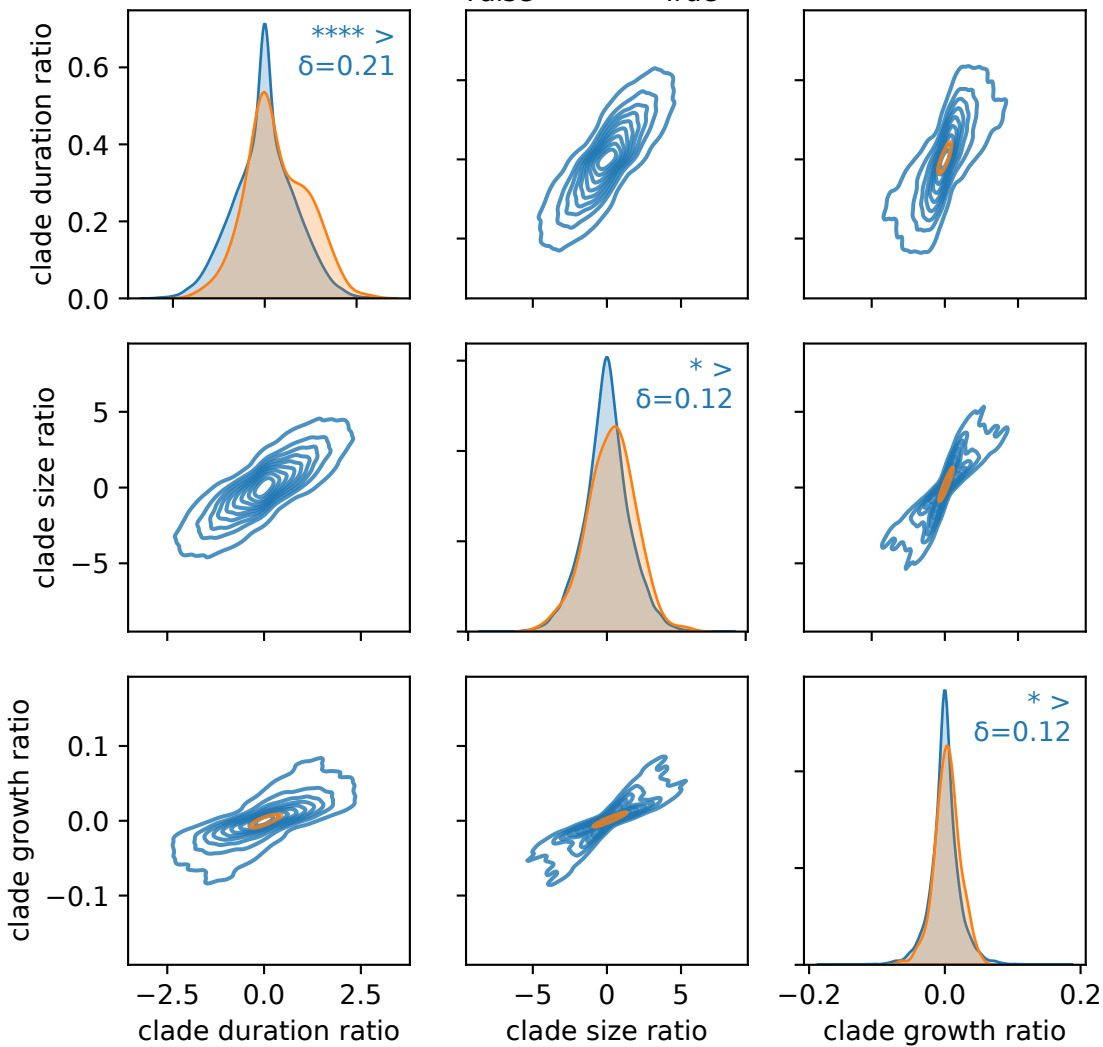 clade duration ratio
0.6
0.4
0.2
0.0
**** >
δ=0.21
clade size ratio
5
0
−5
* >
δ=0.12
clade growth ratio
0.1
0.0
−0.1
* >
δ=0.12
−2.5 0.0 2.5
−5 0 5
−0.2 0.0 0.2
clade duration ratio
clade size ratio
clade growth ratio